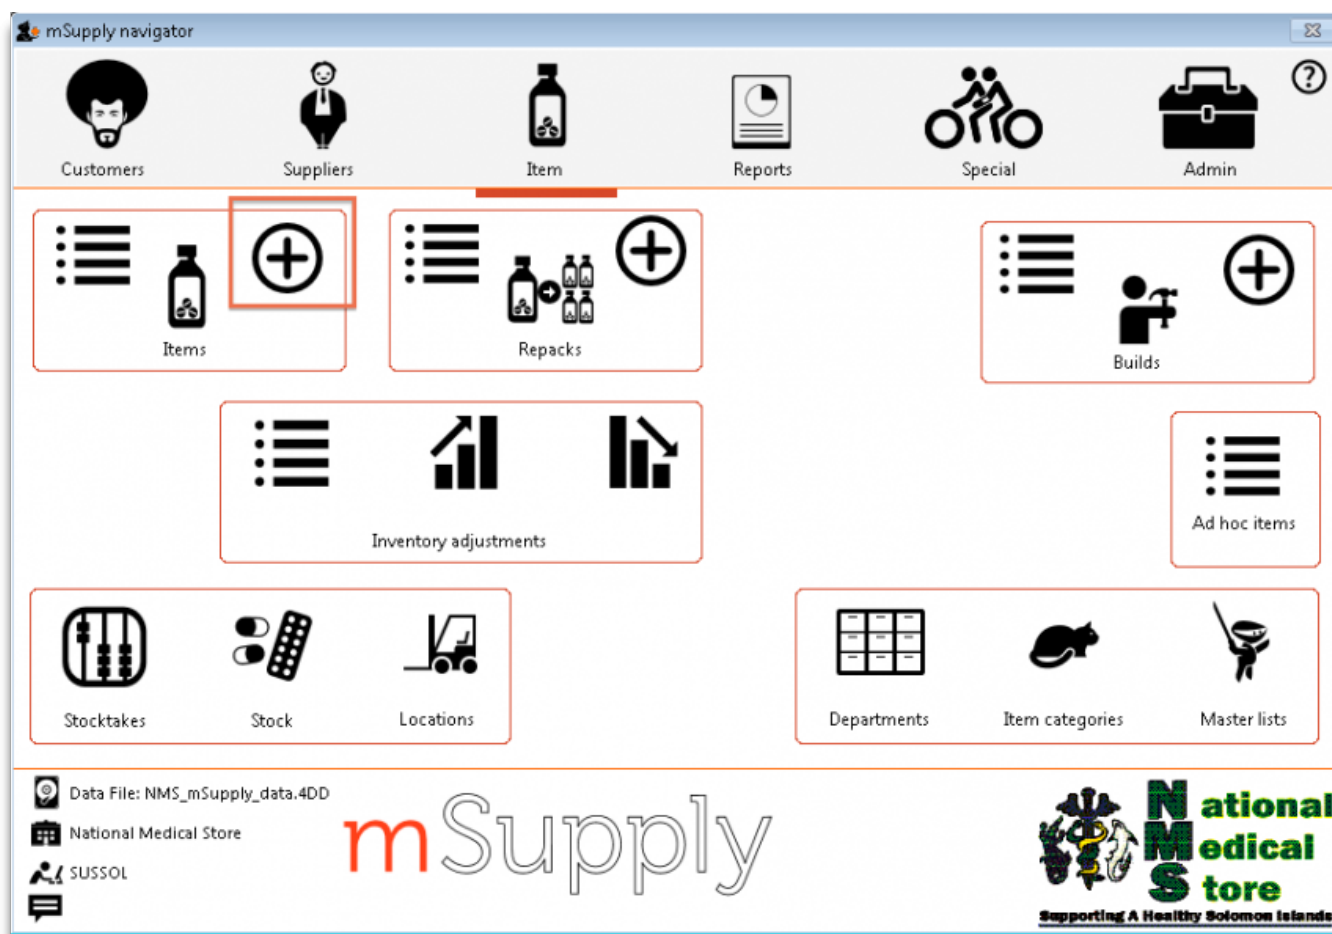 mSupply navigator
Customers
Suppliers
Item
Reports
Special
Admin
?
Items
Repacks
Builds
Inventory adjustments
Ad hoc items
Stocktakes
Stock
Locations
Departments
Item categories
Master lists
Data File: NMS_mSupply_data.4DD
National Medical Store
SUSSOL
mSupply
National
Medical
Store
Supporting A Healthy Solomon Islands